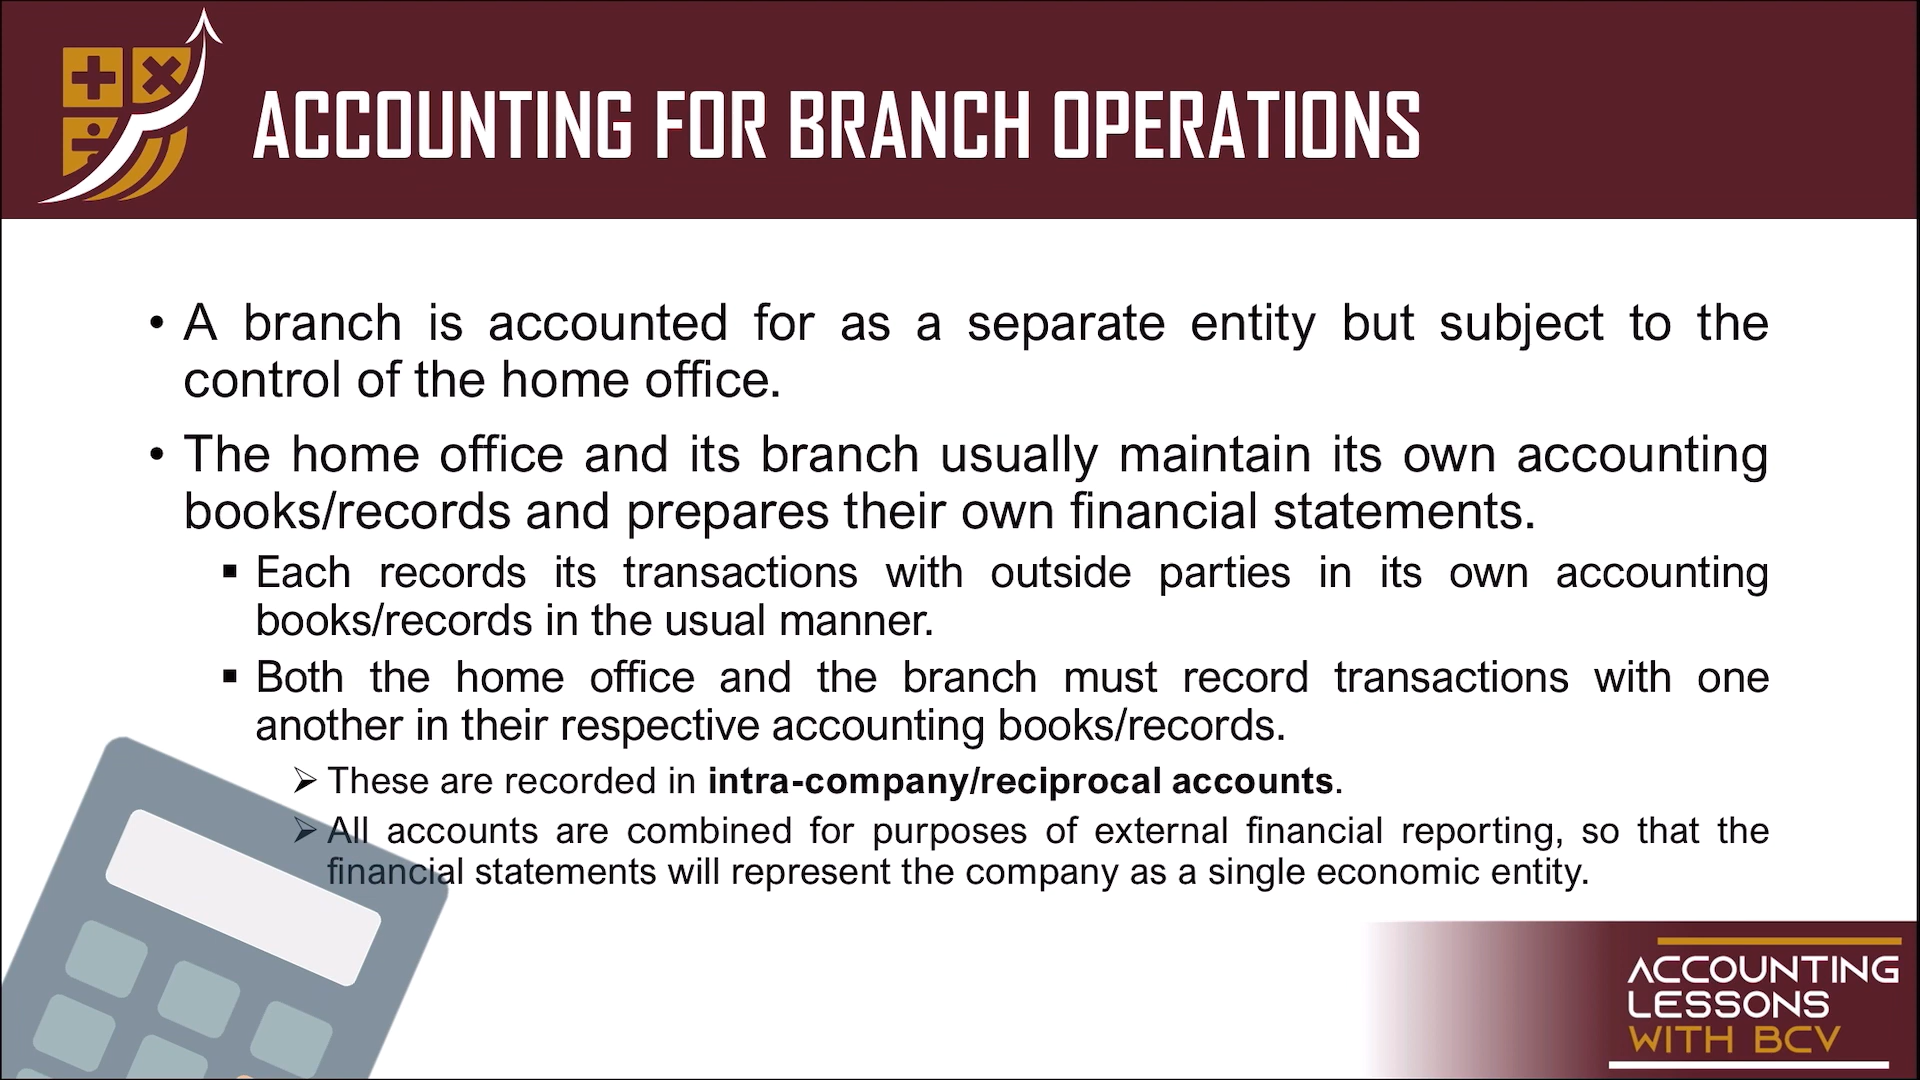 ACCOUNTING FOR BRANCH OPERATIONS
• A branch is accounted for as a separate entity but subject to the
control of the home office.
• The home office and its branch usually maintain its own accounting
books/records and prepares their own financial statements.
▪ Each records its transactions with outside parties in its own accounting
books/records in the usual manner.
▪ Both the home office and the branch must record transactions with one
another in their respective accounting books/records.
➢ These are recorded in intra-company/reciprocal accounts.
➢ All accounts are combined for purposes of external financial reporting, so that the
financial statements will represent the company as a single economic entity.
ACCOUNTING
LESSONS
WITH BCV